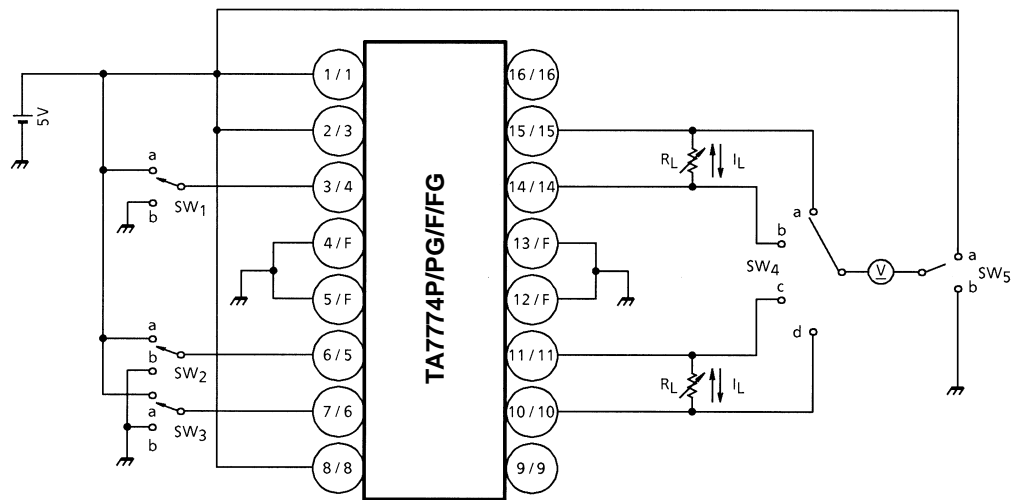 5V
a
b
SW1
a
b
SW2
a
b
SW3
1 / 1
2 / 3
3 / 4
4 / F
5 / F
6 / 5
7 / 6
8 / 8
TA7774P/PG/F/FG
16 / 16
15 / 15
14 / 14
13 / F
12 / F
11 / 11
10 / 10
9 / 9
RL
IL
RL
IL
a
b
SW4
c
d
V
a
SW5
b